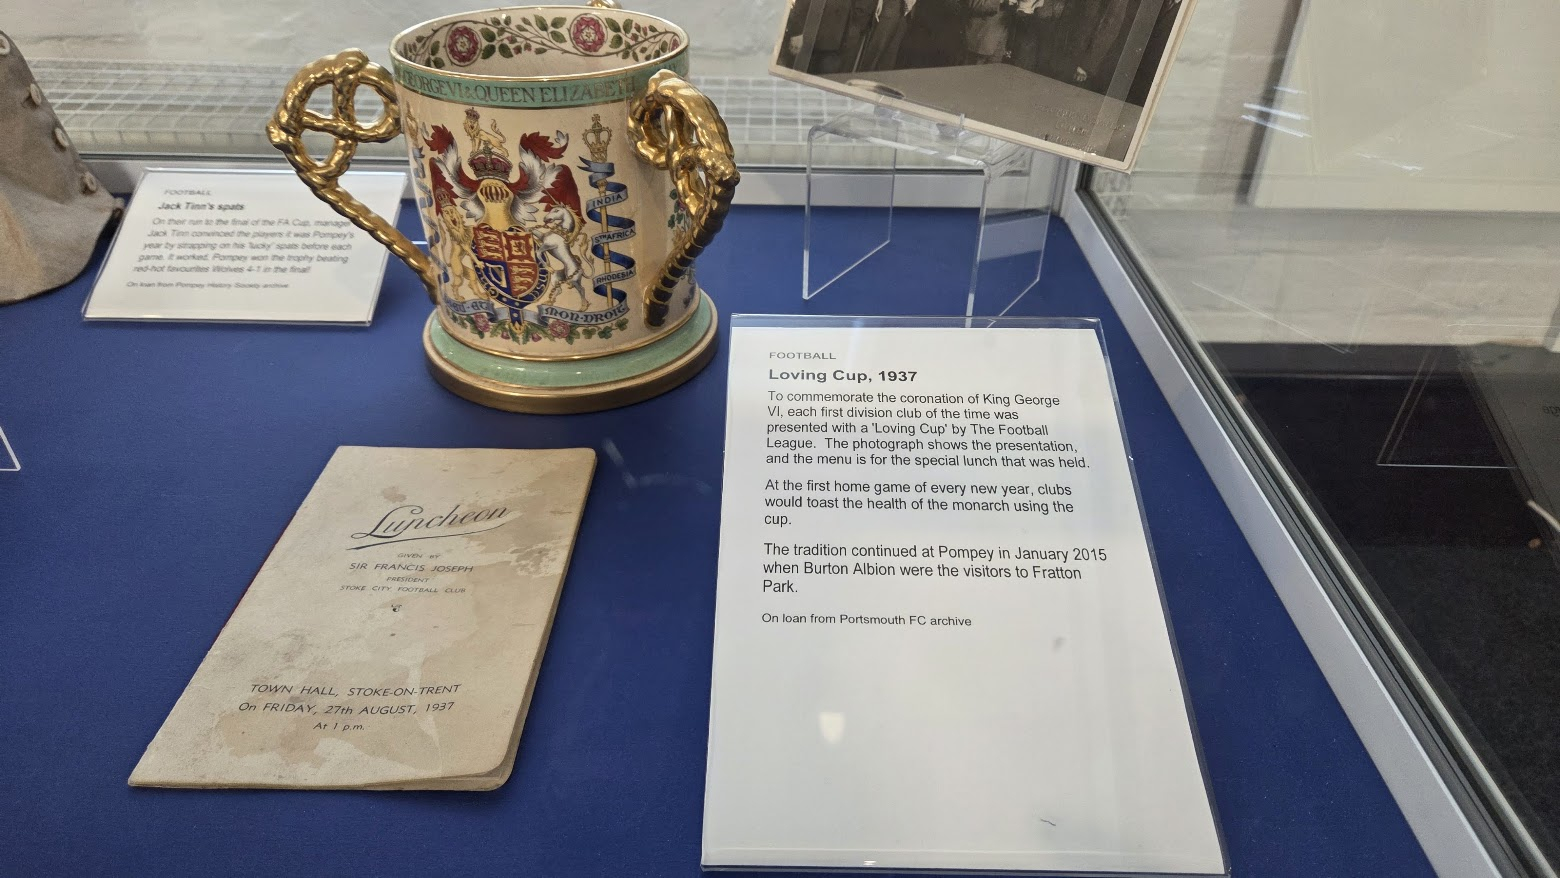 GEORGE VI & QUEEN ELIZABETH
INDIA
STH AFRICA
RHODESIA
MON·DROIT
FOOTBALL
Jack Tinn's spats
On their run to the final of the FA Cup, manager
Jack Tinn convinced the players it was Pompey's
year by strapping on his 'lucky' spats before each
game. It worked. Pompey won the trophy beating
red-hot favourites Wolves 4-1 in the final!
On loan from Pompey History Society archive
Luncheon
GIVEN BY
SIR FRANCIS JOSEPH
PRESIDENT
STOKE CITY FOOTBALL CLUB
TOWN HALL, STOKE-ON-TRENT
On FRIDAY, 27th AUGUST, 1937
At 1 p.m.
FOOTBALL
Loving Cup, 1937
To commemorate the coronation of King George
VI, each first division club of the time was
presented with a 'Loving Cup' by The Football
League. The photograph shows the presentation,
and the menu is for the special lunch that was held.
At the first home game of every new year, clubs
would toast the health of the monarch using the
cup.
The tradition continued at Pompey in January 2015
when Burton Albion were the visitors to Fratton
Park.
On loan from Portsmouth FC archive